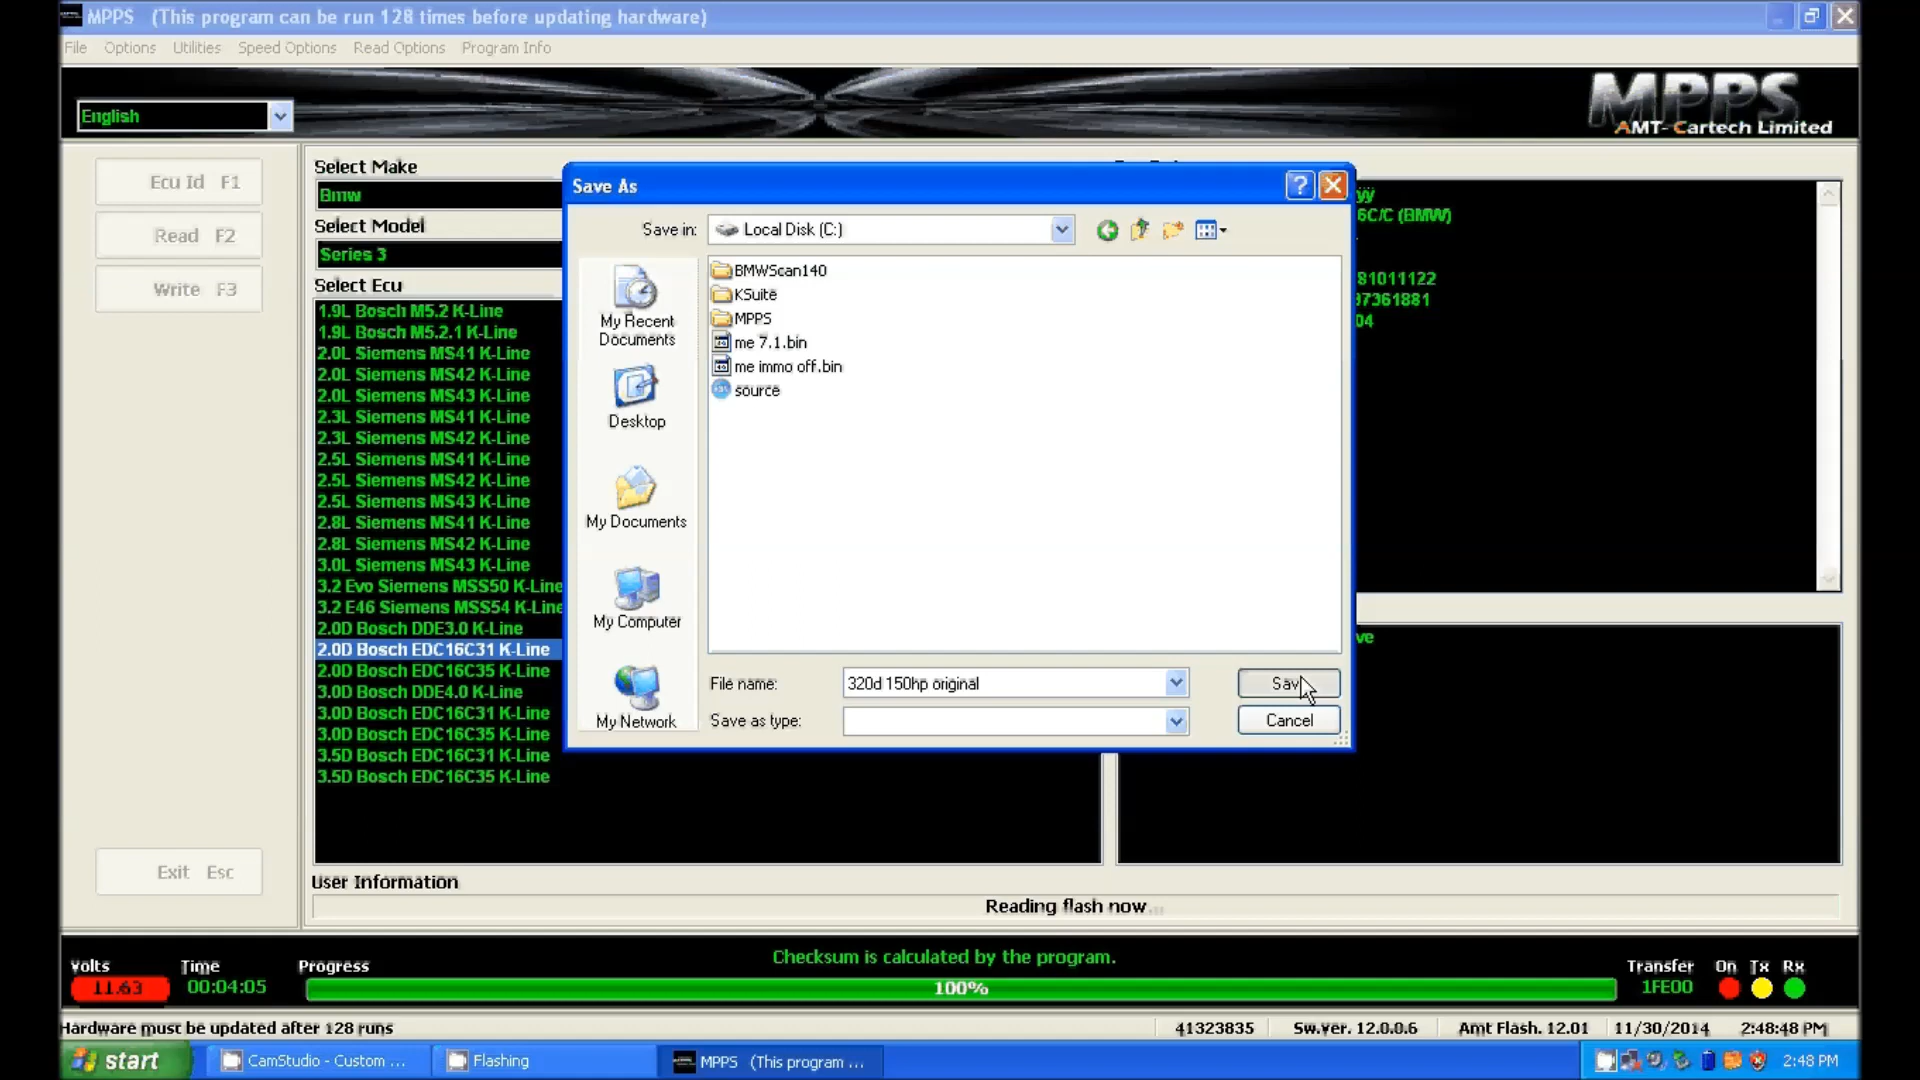 MPPS (This program can be run 128 times before updating hardware)
File Options Utilities Speed Options Read Options Program Info
English
MPPS
AMT- Cartech Limited
Ecu Id F1
Read F2
Write F3
Exit Esc
Select Make
Bmw
Select Model
Series 3
Select Ecu
1.9L Bosch M5.2 K-Line
1.9L Bosch M5.2.1 K-Line
2.0L Siemens MS41 K-Line
2.0L Siemens MS42 K-Line
2.0L Siemens MS43 K-Line
2.3L Siemens MS41 K-Line
2.3L Siemens MS42 K-Line
2.5L Siemens MS41 K-Line
2.5L Siemens MS42 K-Line
2.5L Siemens MS43 K-Line
2.8L Siemens MS41 K-Line
2.8L Siemens MS42 K-Line
3.0L Siemens MS43 K-Line
3.2 Evo Siemens MSS50 K-Line
3.2 E46 Siemens MSS54 K-Line
2.0D Bosch DDE3.0 K-Line
2.0D Bosch EDC16C31 K-Line
2.0D Bosch EDC16C35 K-Line
3.0D Bosch DDE4.0 K-Line
3.0D Bosch EDC16C31 K-Line
3.0D Bosch EDC16C35 K-Line
3.5D Bosch EDC16C31 K-Line
3.5D Bosch EDC16C35 K-Line
Save As
Save in: Local Disk (C:)
My Recent Documents
Desktop
My Documents
My Computer
My Network
BMWScan140
KSuite
MPPS
me 7.1.bin
me immo off.bin
source
File name: 320d 150hp original
Save
Save as type:
Cancel
ÿÿ
6C/C (BMW)
81011122
97361881
04
ve
User Information
Reading flash now...
Checksum is calculated by the program.
Volts Time Progress Transfer On Tx Rx
11.63 00:04:05 100% 1FE00
Hardware must be updated after 128 runs 41323835 Sw.ver. 12.0.0.6 Amt Flash. 12.01 11/30/2014 2:48:48 PM
start CamStudio - Custom ... Flashing MPPS (This program ... 2:48 PM